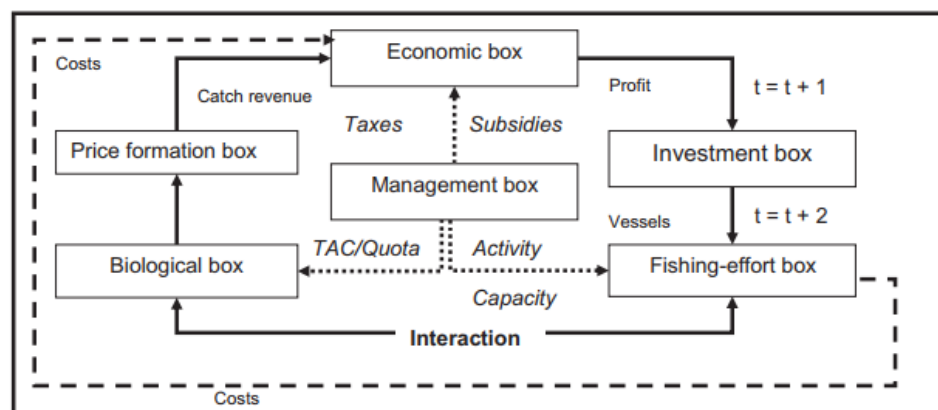 Economic box
Costs
Profit
t = t + 1
Catch revenue
Taxes
Subsidies
Price formation box
Investment box
Management box
Vessels
t = t + 2
TAC/Quota
Activity
Biological box
Fishing-effort box
Capacity
Interaction
Costs